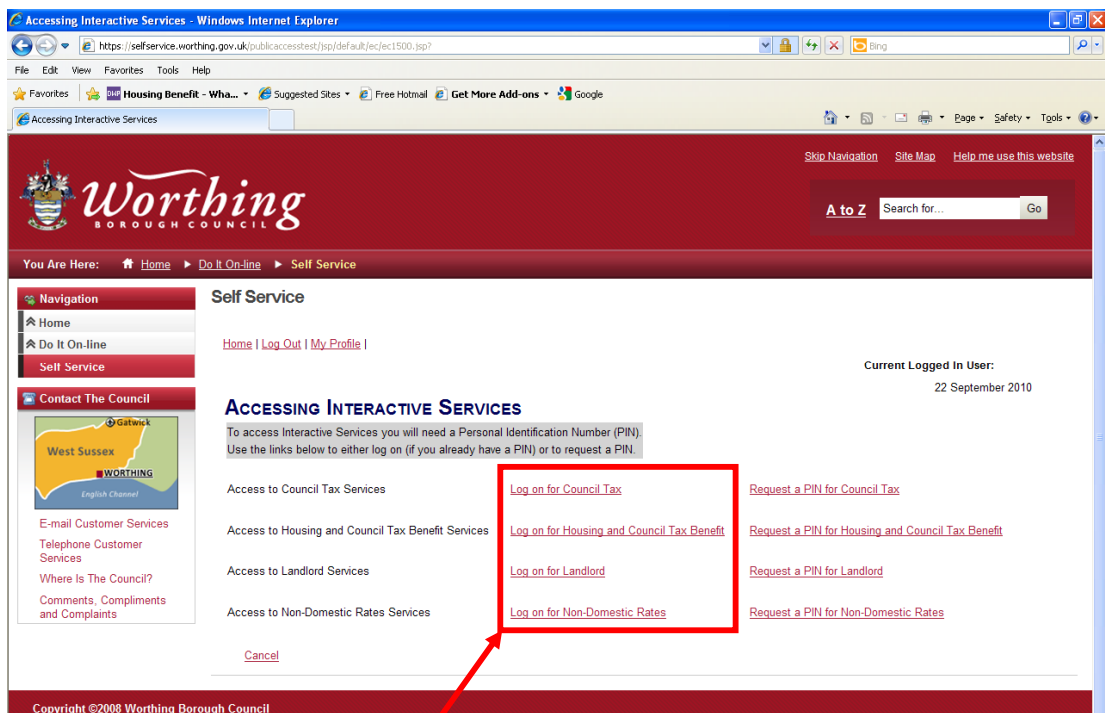 Accessing Interactive Services - Windows Internet Explorer
https://selfservice.worthing.gov.uk/publicaccesstest/jsp/default/ec/ec1500.jsp?
Bing
File Edit View Favorites Tools Help
Favorites Housing Benefit - Wha... Suggested Sites Free Hotmail Get More Add-ons Google
Accessing Interactive Services
Page Safety Tools
Skip Navigation Site Map Help me use this website
Worthing
BOROUGH COUNCIL
A to Z Search for... Go
You Are Here: Home Do It On-line Self Service
Navigation
Home
Do It On-line
Self Service
Contact The Council
Gatwick
West Sussex
WORTHING
English Channel
E-mail Customer Services
Telephone Customer
Services
Where Is The Council?
Comments, Compliments
and Complaints
Self Service
Home | Log Out | My Profile |
Current Logged In User:
22 September 2010
ACCESSING INTERACTIVE SERVICES
To access Interactive Services you will need a Personal Identification Number (PIN).
Use the links below to either log on (if you already have a PIN) or to request a PIN.
Access to Council Tax Services Log on for Council Tax Request a PIN for Council Tax
Access to Housing and Council Tax Benefit Services Log on for Housing and Council Tax Benefit Request a PIN for Housing and Council Tax Benefit
Access to Landlord Services Log on for Landlord Request a PIN for Landlord
Access to Non-Domestic Rates Services Log on for Non-Domestic Rates Request a PIN for Non-Domestic Rates
Cancel
Copyright ©2008 Worthing Borough Council